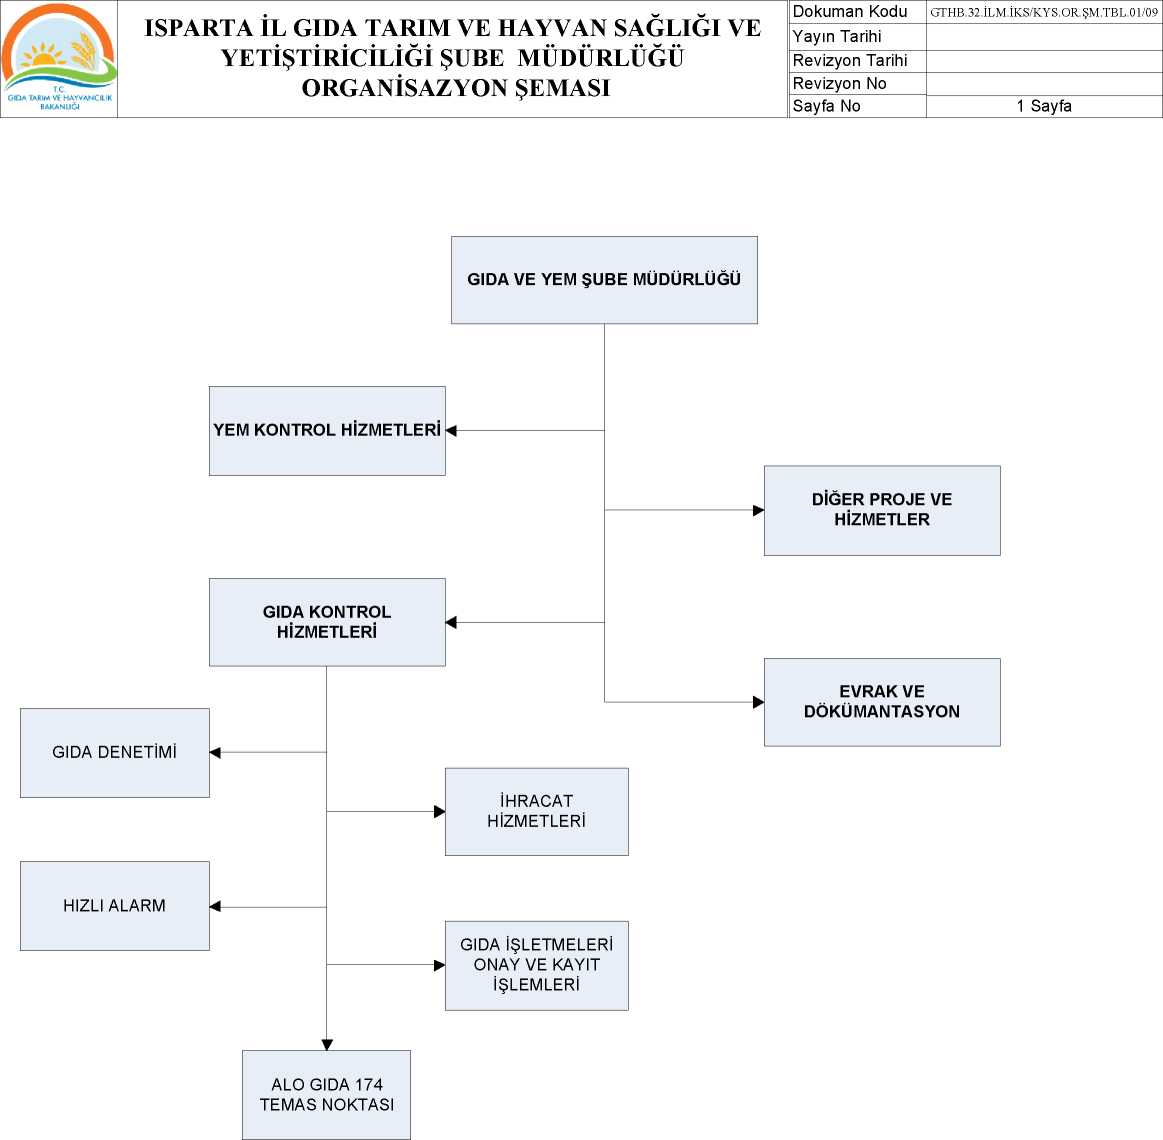 T.C.
GIDA TARIM VE HAYVANCILIK
BAKANLIĞI
ISPARTA İL GIDA TARIM VE HAYVAN SAĞLIĞI VE
YETİŞTİRİCİLİĞİ ŞUBE  MÜDÜRLÜĞÜ
ORGANİSAZYON ŞEMASI
Dokuman Kodu GTHB.32.İLM.İKS/KYS.OR.ŞM.TBL.01/09
Yayın Tarihi
Revizyon Tarihi
Revizyon No
Sayfa No 1 Sayfa
GIDA VE YEM ŞUBE MÜDÜRLÜĞÜ
YEM KONTROL HİZMETLERİ
DİĞER PROJE VE
HİZMETLER
GIDA KONTROL
HİZMETLERİ
EVRAK VE
DÖKÜMANTASYON
GIDA DENETİMİ
İHRACAT
HİZMETLERİ
HIZLI ALARM
GIDA İŞLETMELERİ
ONAY VE KAYIT
İŞLEMLERİ
ALO GIDA 174
TEMAS NOKTASI